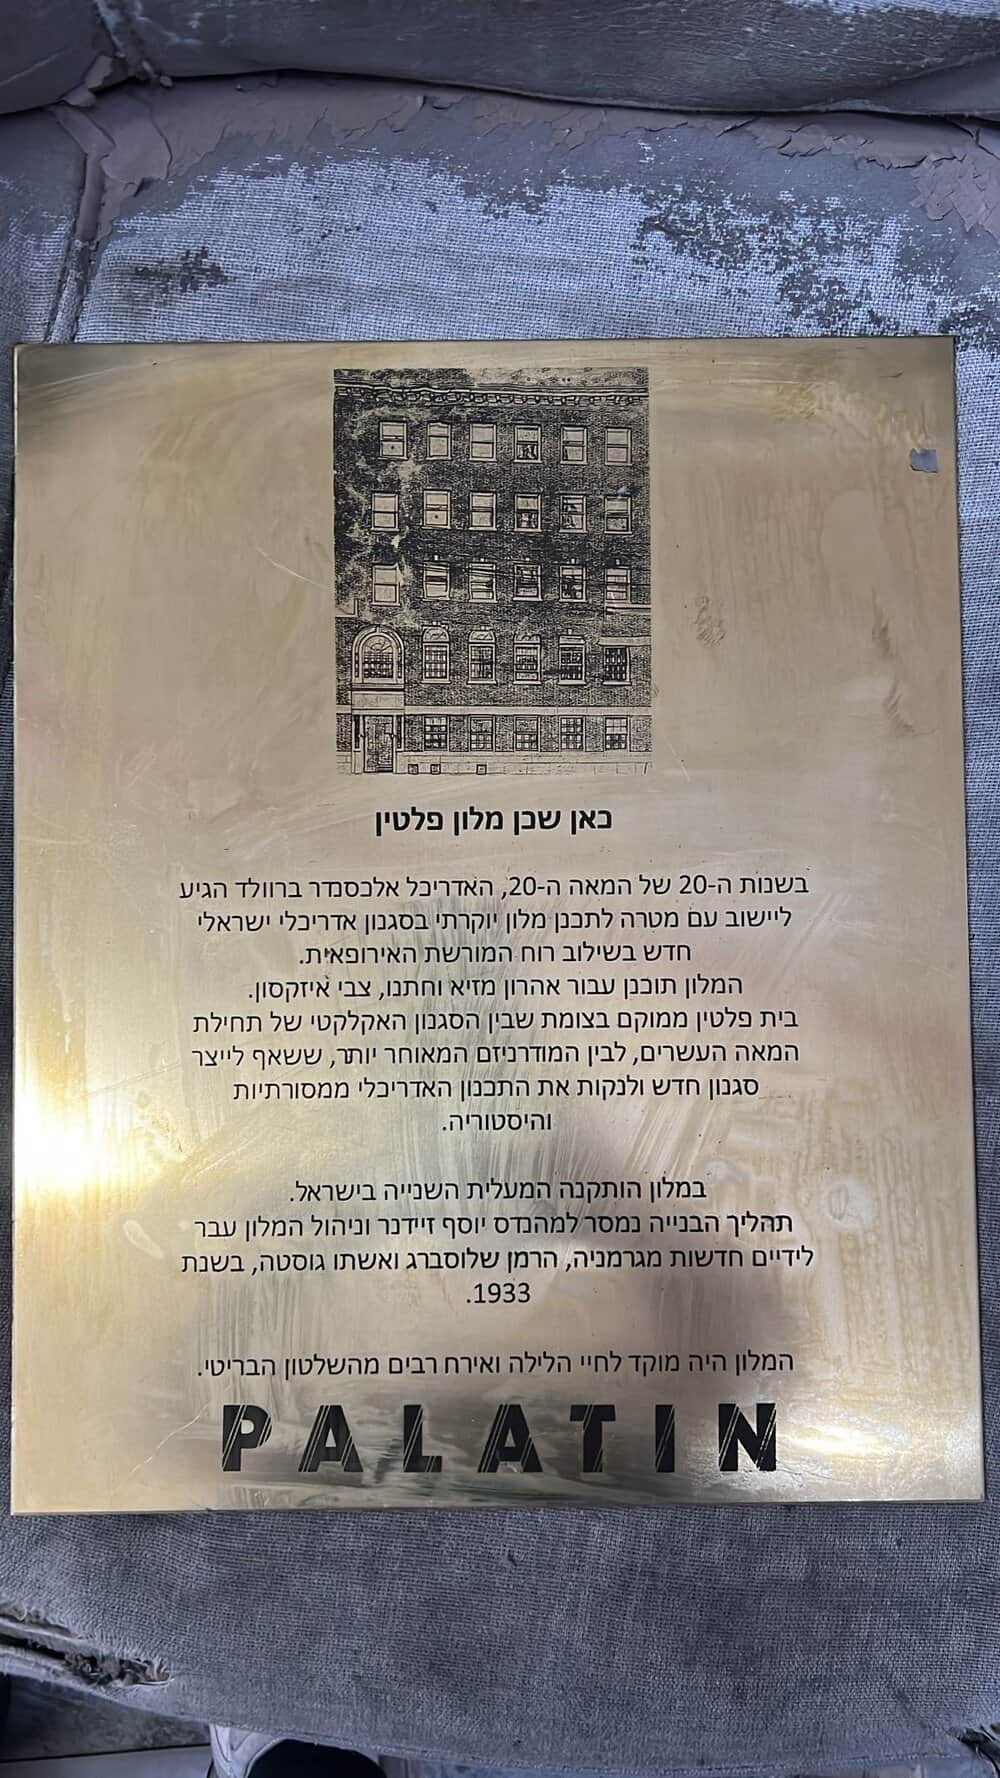 כאן שכן מלון פלטין
בשנות ה-20 של המאה ה-20, האדריכל אלכסנדר ברוולד הגיע
ליישוב עם מטרה לתכנן מלון יוקרתי בסגנון אדריכלי ישראלי
חדש בשילוב רוח המורשת האירופאית.
המלון תוכנן עבור אהרון מזיא וחתנו, צבי איזקסון.
בית פלטין ממוקם בצומת שבין הסגנון האקלקטי של תחילת
המאה העשרים, לבין המודרניזם המאוחר יותר, ששאף לייצר
סגנון חדש ולנקות את התכנון האדריכלי ממסורתיות
והיסטוריה.
במלון הותקנה המעלית השנייה בישראל.
תהליך הבנייה נמסר למהנדס יוסף זיידנר וניהול המלון עבר
לידיים חדשות מגרמניה, הרמן שלוסברג ואשתו גוסטה, בשנת
1933.
המלון היה מוקד לחיי הלילה ואירח רבים מהשלטון הבריטי.
PALATIN